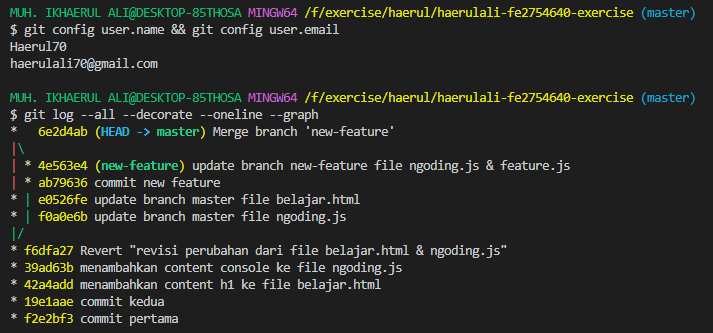 MUH. IKHAERUL ALI@DESKTOP-85THOSA MINGW64 /f/exercise/haerul/haerulali-fe2754640-exercise (master)
$ git config user.name && git config user.email
Haerul70
haerulali70@gmail.com
MUH. IKHAERUL ALI@DESKTOP-85THOSA MINGW64 /f/exercise/haerul/haerulali-fe2754640-exercise (master)
$ git log --all --decorate --oneline --graph
*   6e2d4ab (HEAD -> master) Merge branch 'new-feature'
|\
| * 4e563e4 (new-feature) update branch new-feature file ngoding.js & feature.js
| * ab79636 commit new feature
* | e0526fe update branch master file belajar.html
* | f0a0e6b update branch master file ngoding.js
|/
* f6dfa27 Revert "revisi perubahan dari file belajar.html & ngoding.js"
* 39ad63b menambahkan content console ke file ngoding.js
* 42a4add menambahkan content h1 ke file belajar.html
* 19e1aae commit kedua
* f2e2bf3 commit pertama